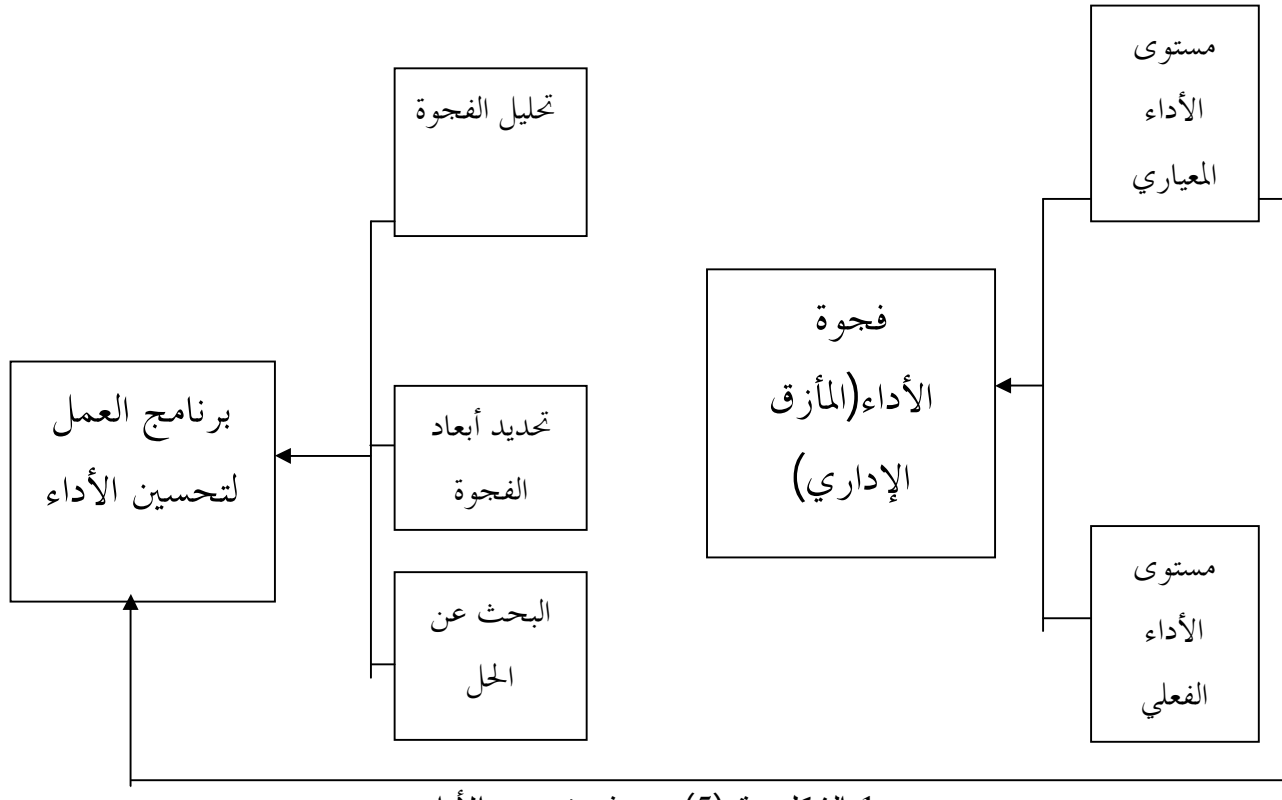 مستوى
الأداء
المعياري
تحليل الفجوة
فجوة
الأداء(المأزق
الإداري)
برنامج العمل
لتحسين الأداء
تحديد أبعاد
الفجوة
مستوى
الأداء
الفعلي
البحث عن
الحل
(5)